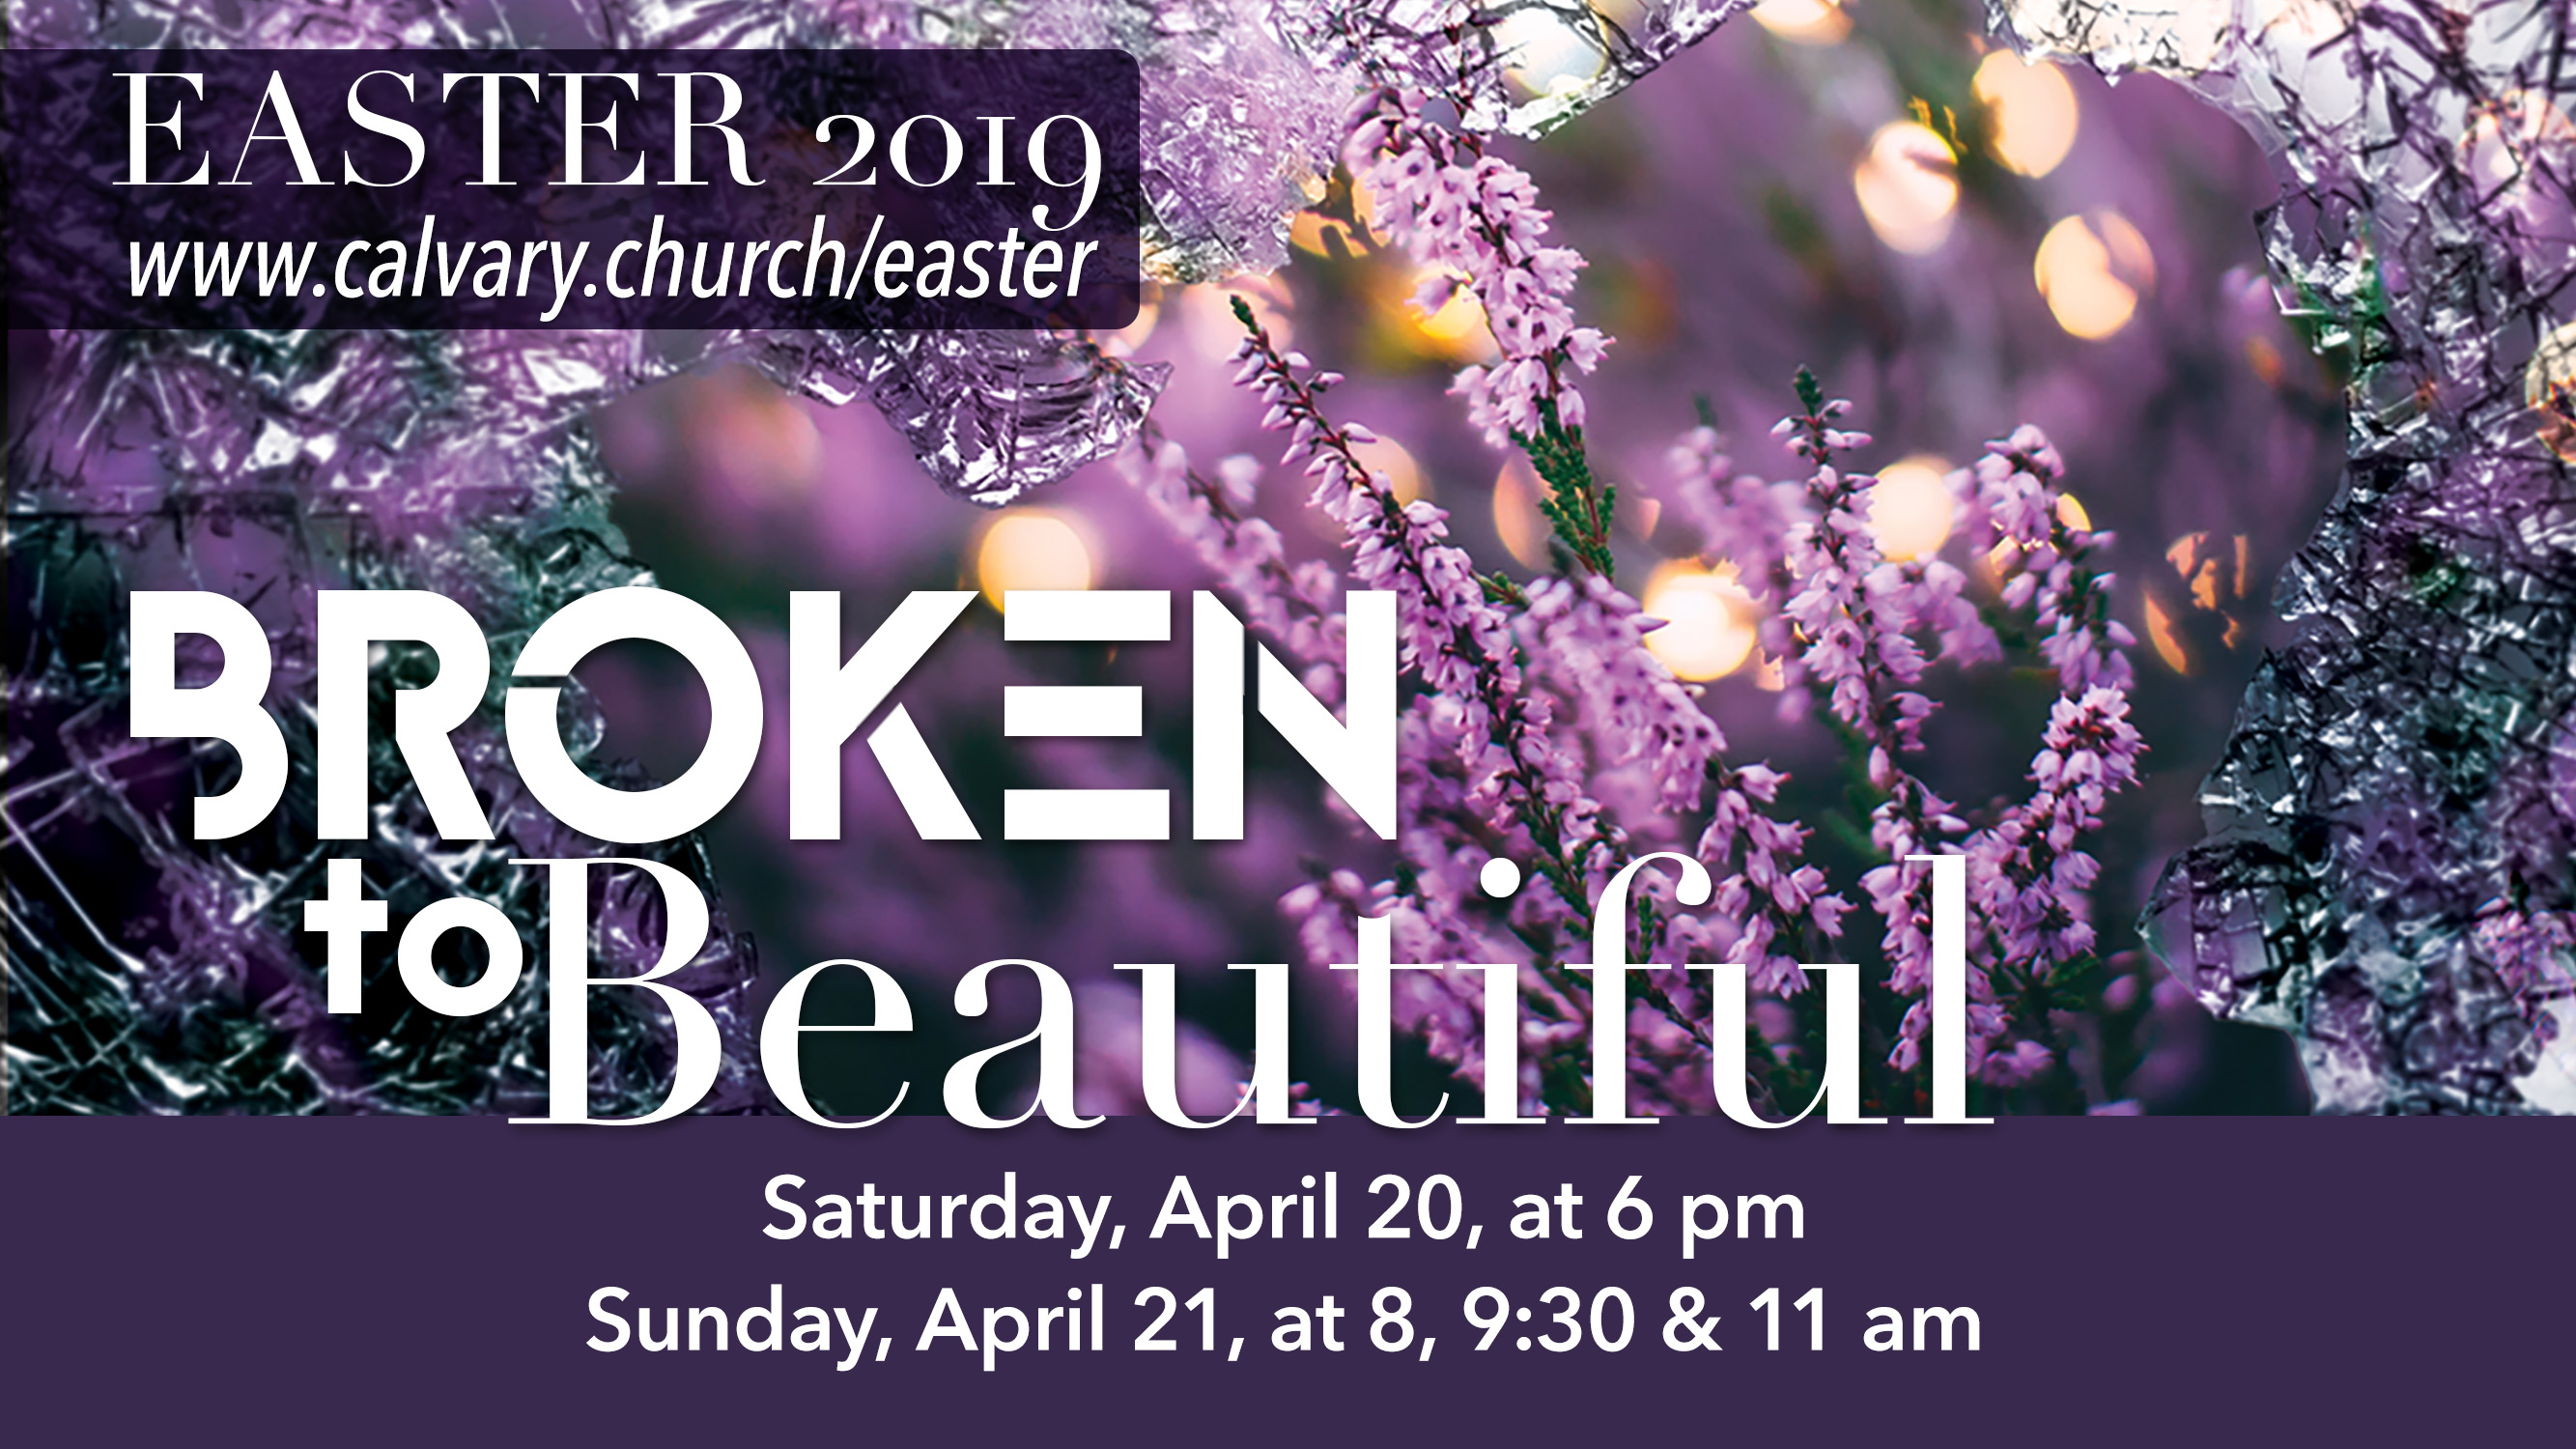 EASTER 2019
www.calvary.church/easter
BROKEN
to Beautiful
Saturday, April 20, at 6 pm
Sunday, April 21, at 8, 9:30 & 11 am